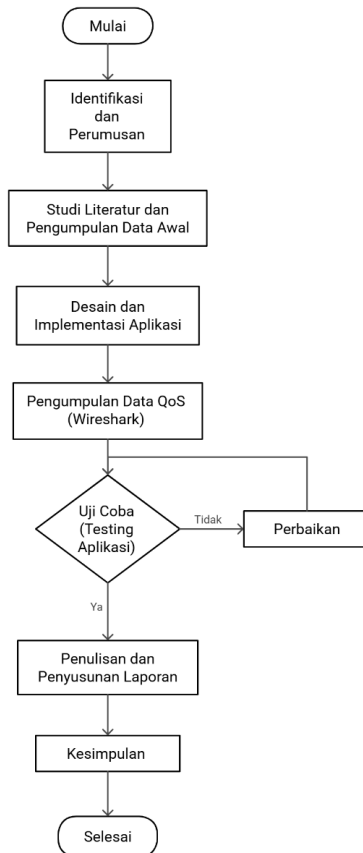 Mulai
Identifikasi
dan
Perumusan
Studi Literatur dan
Pengumpulan Data Awal
Desain dan
Implementasi Aplikasi
Pengumpulan Data QoS
(Wireshark)
Uji Coba
(Testing
Aplikasi)
Tidak
Perbaikan
Ya
Penulisan dan
Penyusunan Laporan
Kesimpulan
Selesai